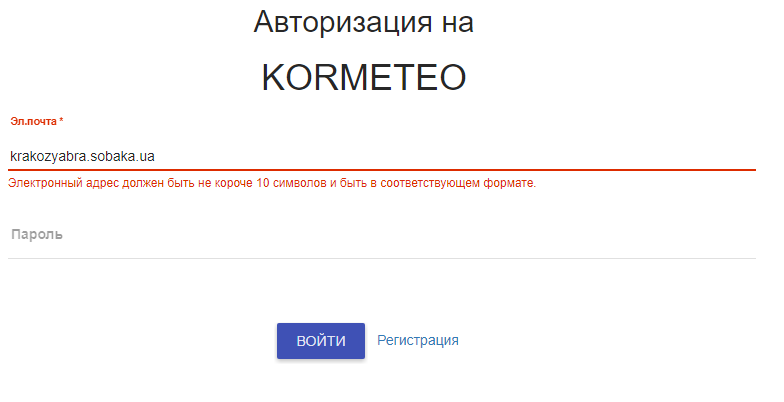 Авторизация на
KORMETEO
Эл.почта *
krakozyabra.sobaka.ua
Электронный адрес должен быть не короче 10 символов и быть в соответствующем формате.
Пароль
ВОЙТИ Регистрация